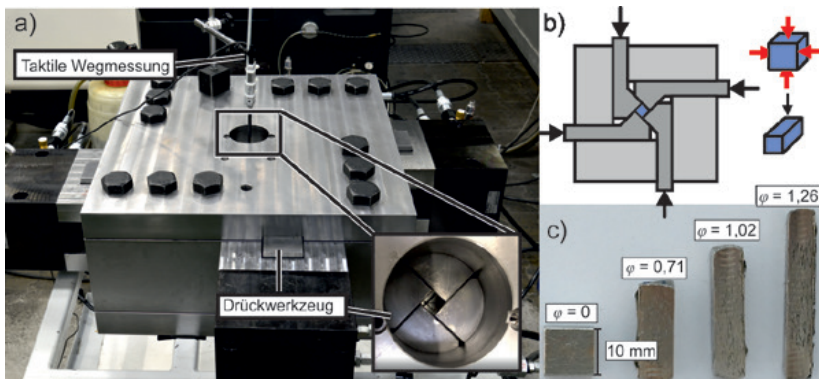 a)
Taktile Wegmessung
Drückwerkzeug
b)
c)
φ = 0
10 mm
φ = 0,71
φ = 1,02
φ = 1,26